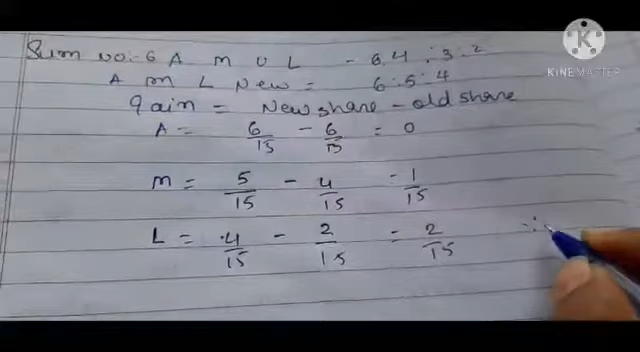 Sum no:6 A M U L - 6 4 : 3 : 2
A M L New = 6 : 5 : 4
gain = New share - old share
A = 6/15 - 6/15 = 0
M = 5/15 - 4/15 = 1/15
L = 4/15 - 2/15 = 2/15 ∴
KINEMASTER